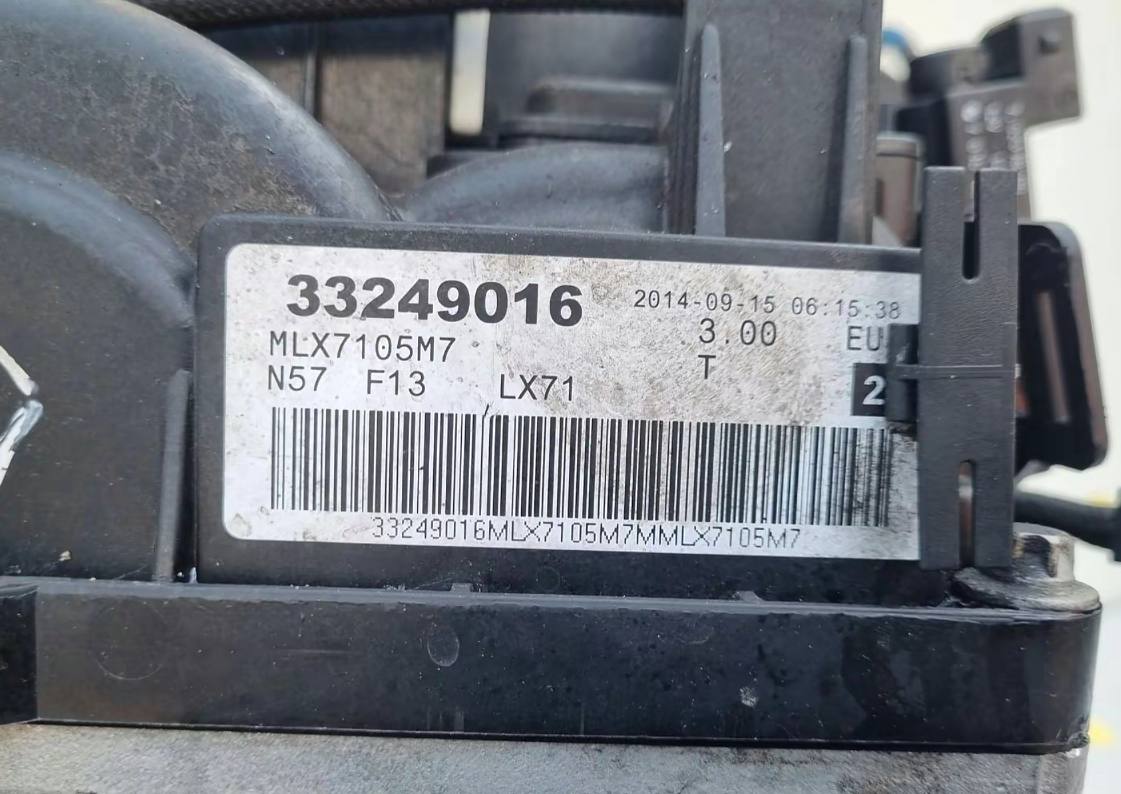 33249016 2014-09-15 06:15:38
MLX7105M7 3.00 EU
N57 F13 LX71 T 2
33249016MLX7105M7MMLX7105M7